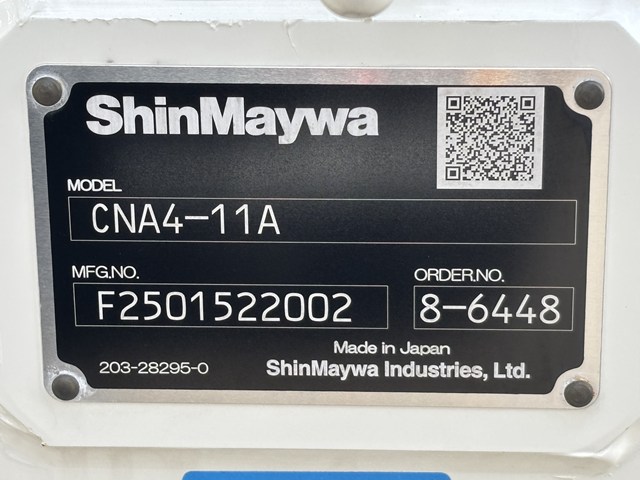 ShinMaywa
MODEL
CNA4-11A
MFG.NO. ORDER.NO.
F2501522002 8-6448
Made in Japan
203-28295-0 ShinMaywa Industries, Ltd.